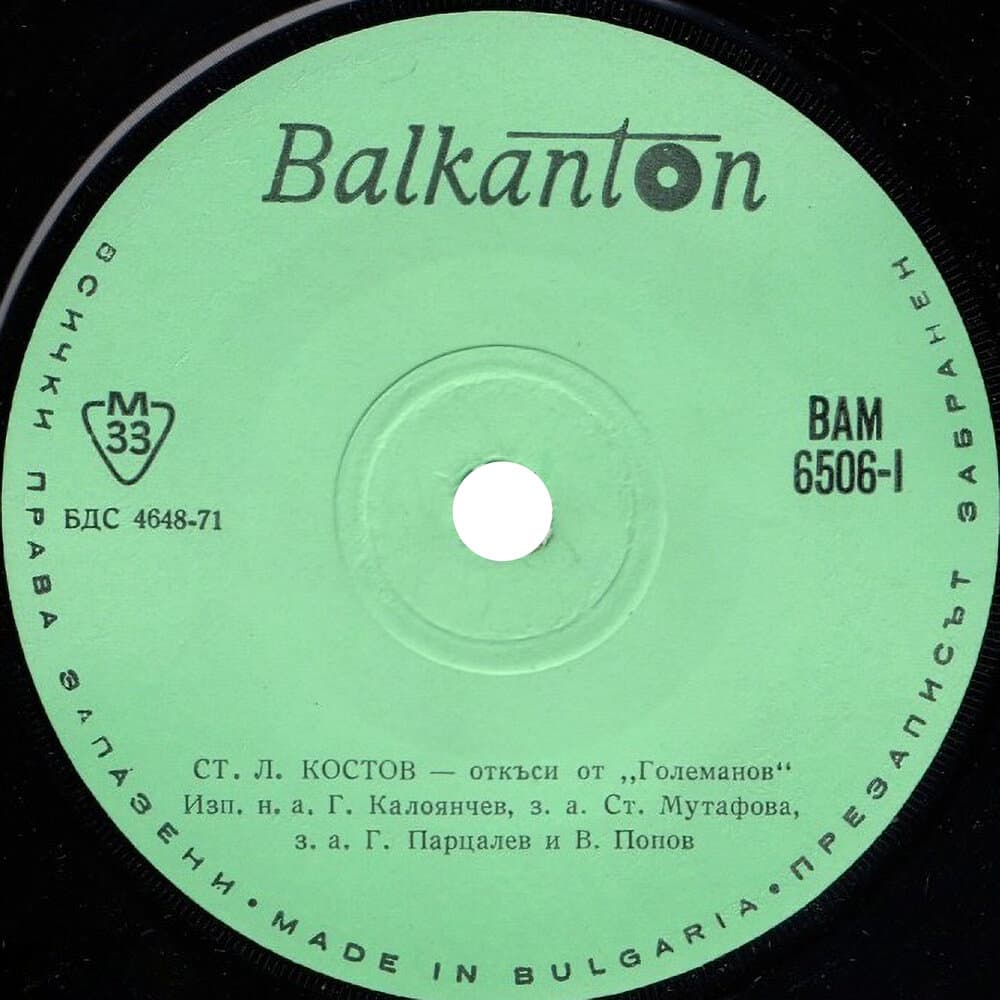 Balkanton
ВСИЧКИ ПРАВА ЗАПАЗЕНИ • MADE IN BULGARIA • ПРЕЗАПИСЪТ ЗАБРАНЕН
М
33
БДС 4648-71
ВАМ
6506-I
СТ. Л. КОСТОВ — откъси от „Големанов“
Изп. н. а. Г. Калоянчев, з. а. Ст. Мутафова,
з. а. Г. Парцалев и В. Попов